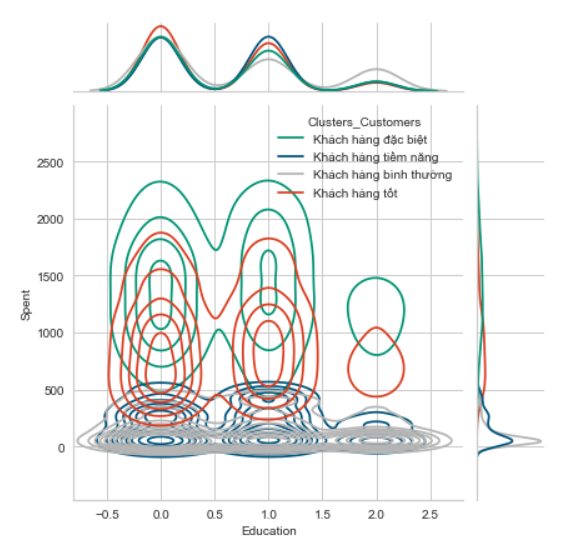 Clusters_Customers
Khách hàng đặc biệt
Khách hàng tiềm năng
Khách hàng bình thường
Khách hàng tốt
2500
2000
1500
1000
500
0
Spent
−0.5 0.0 0.5 1.0 1.5 2.0 2.5
Education